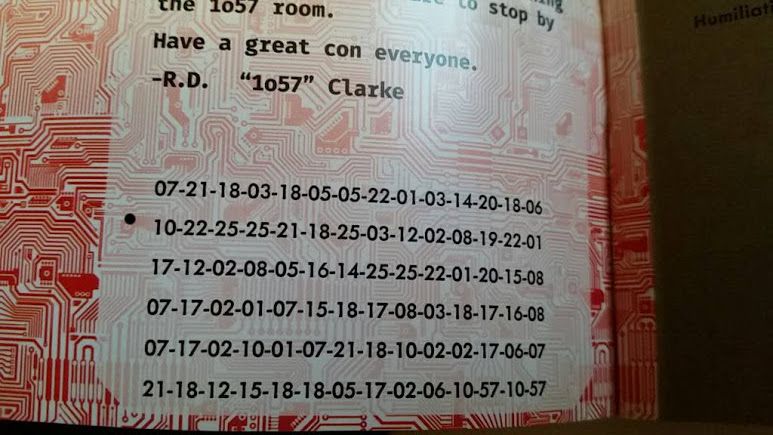 to stop by
the 1o57 room.
Have a great con everyone.
–R.D. “1o57” Clarke
07-21-18-03-18-05-05-22-01-03-14-20-18-06
10-22-25-25-21-18-25-03-12-02-08-19-22-01
17-12-02-08-05-16-14-25-25-22-01-20-15-08
07-17-02-01-07-15-18-17-08-03-18-17-16-08
07-17-02-10-01-07-21-18-10-02-02-17-06-07
21-18-12-15-18-18-05-17-02-06-10-57-10-57